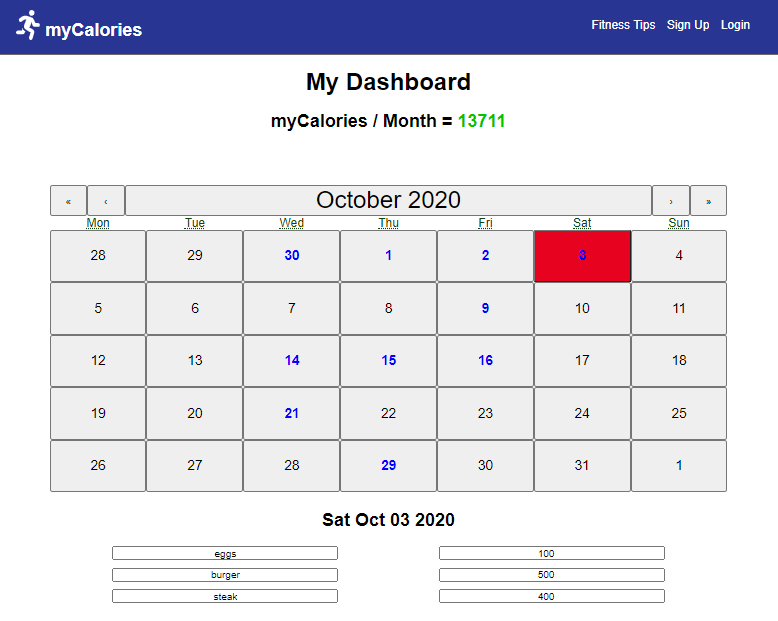 myCalories Fitness Tips Sign Up Login
My Dashboard
myCalories / Month = 13711
« ‹ October 2020 › »
Mon Tue Wed Thu Fri Sat Sun
28 29 30 1 2 3 4
5 6 7 8 9 10 11
12 13 14 15 16 17 18
19 20 21 22 23 24 25
26 27 28 29 30 31 1
Sat Oct 03 2020
eggs 100
burger 500
steak 400